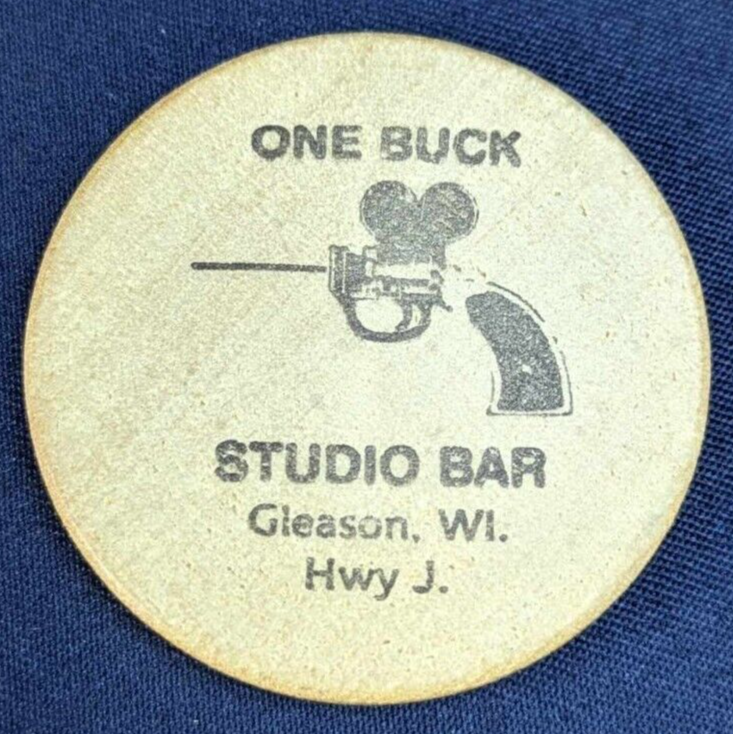 ONE BUCK
STUDIO BAR
Gleason, WI.
Hwy J.